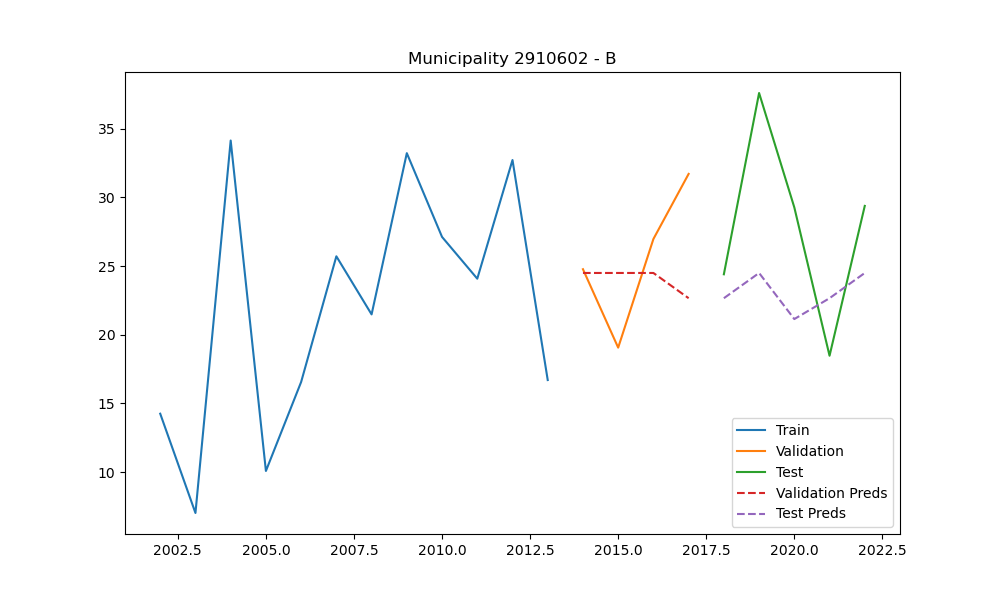 Municipality 2910602 - B
35
30
25
20
15
10
Train
Validation
Test
Validation Preds
Test Preds
2002.5 2005.0 2007.5 2010.0 2012.5 2015.0 2017.5 2020.0 2022.5